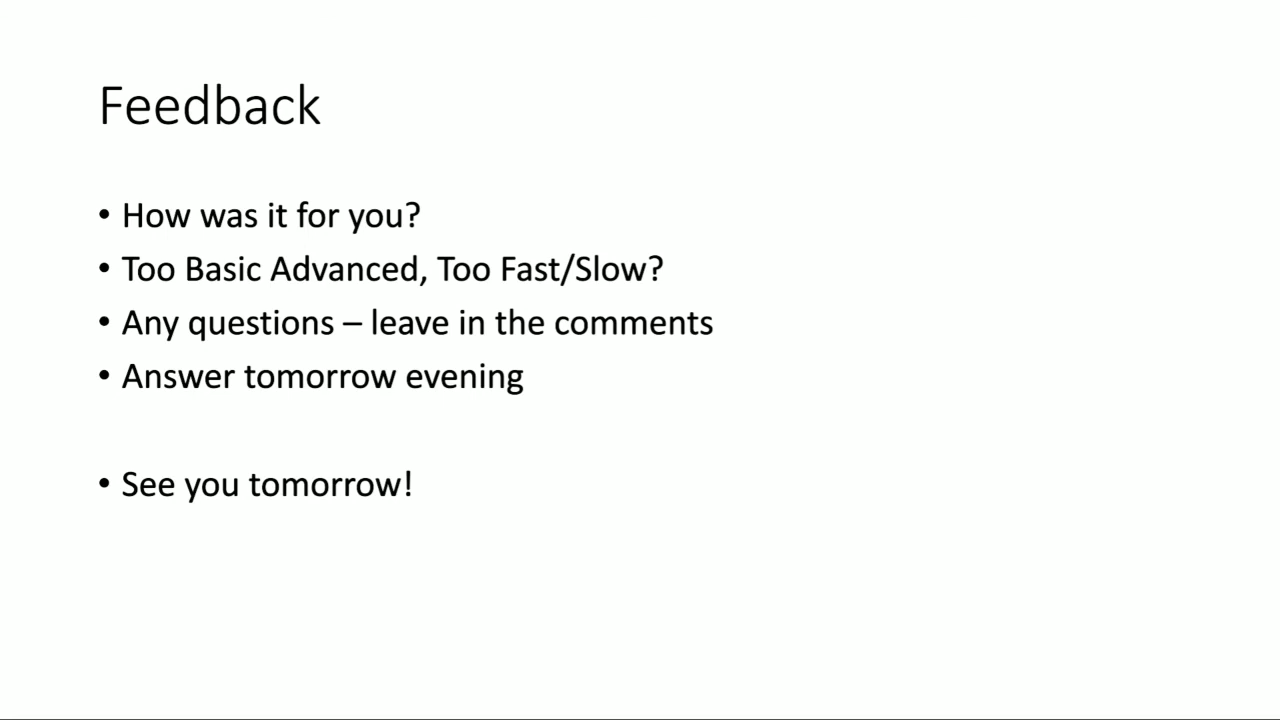 Feedback
• How was it for you?
• Too Basic Advanced, Too Fast/Slow?
• Any questions – leave in the comments
• Answer tomorrow evening
• See you tomorrow!